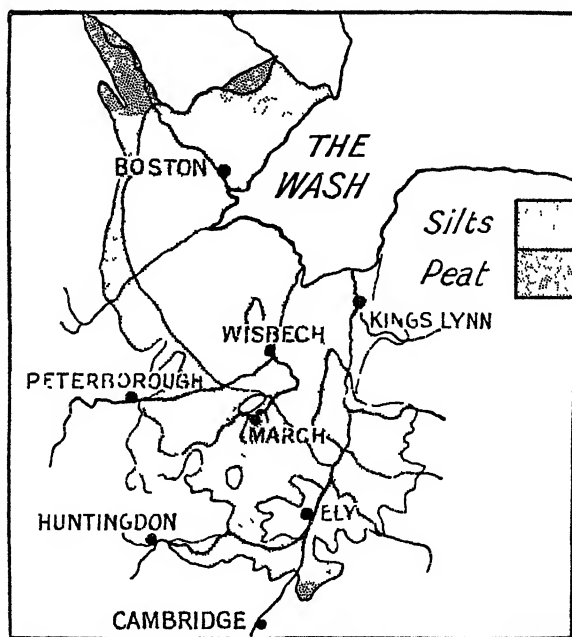 THE
WASH
BOSTON
Silts
Peat
KINGS LYNN
WISBECH
PETERBOROUGH
MARCH
ELY
HUNTINGDON
CAMBRIDGE